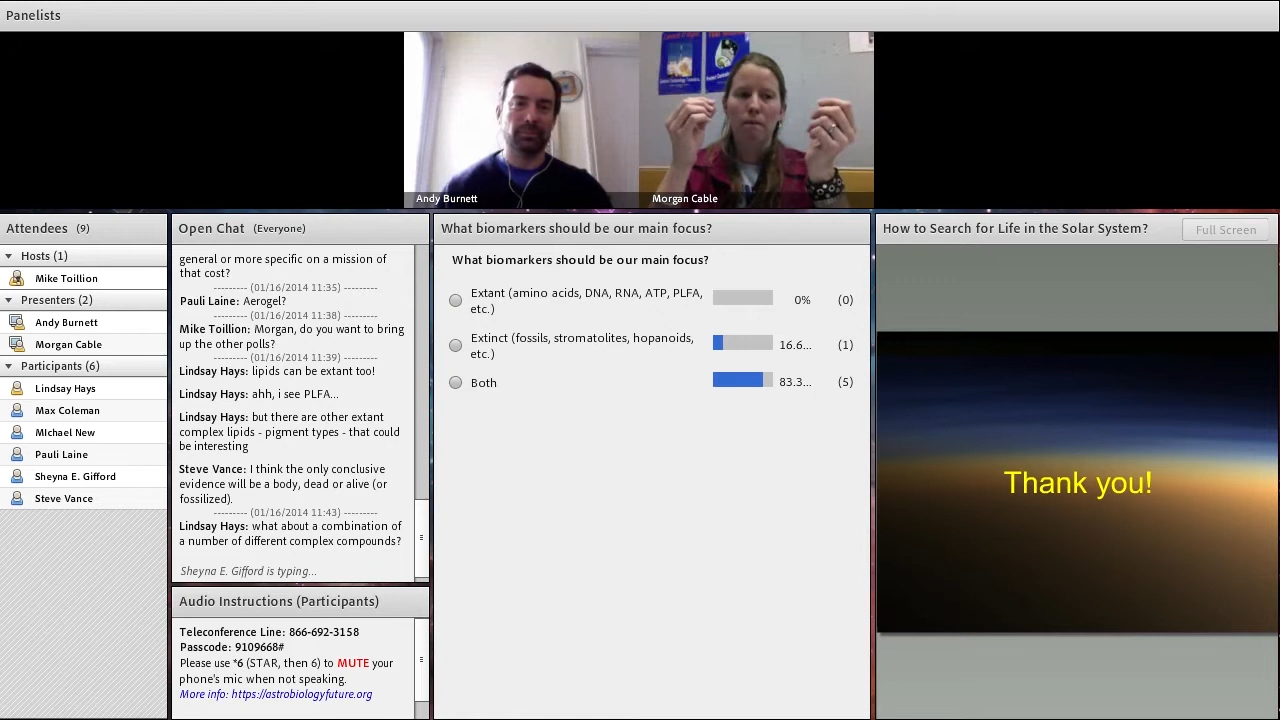 Panelists
Andy Burnett
Morgan Cable
Attendees (9)
Hosts (1)
Mike Toillion
Presenters (2)
Andy Burnett
Morgan Cable
Participants (6)
Lindsay Hays
Max Coleman
MIchael New
Pauli Laine
Sheyna E. Gifford
Steve Vance
Open Chat (Everyone)
general or more specific on a mission of
that cost?
--------- (01/16/2014 11:35) ---------
Pauli Laine: Aerogel?
--------- (01/16/2014 11:38) ---------
Mike Toillion: Morgan, do you want to bring
up the other polls?
--------- (01/16/2014 11:39) ---------
Lindsay Hays: lipids can be extant too!
Lindsay Hays: ahh, i see PLFA...
Lindsay Hays: but there are other extant
complex lipids - pigment types - that could
be interesting
Steve Vance: I think the only conclusive
evidence will be a body, dead or alive (or
fossilized).
--------- (01/16/2014 11:43) ---------
Lindsay Hays: what about a combination of
a number of different complex compounds?
Sheyna E. Gifford is typing...
Audio Instructions (Participants)
Teleconference Line: 866-692-3158
Passcode: 9109668#
Please use *6 (STAR, then 6) to MUTE your
phone's mic when not speaking.
More info: https://astrobiologyfuture.org
What biomarkers should be our main focus?
What biomarkers should be our main focus?
Extant (amino acids, DNA, RNA, ATP, PLFA, 0% (0)
etc.)
Extinct (fossils, stromatolites, hopanoids, 16.6... (1)
etc.)
Both 83.3... (5)
How to Search for Life in the Solar System?
Full Screen
Thank you!